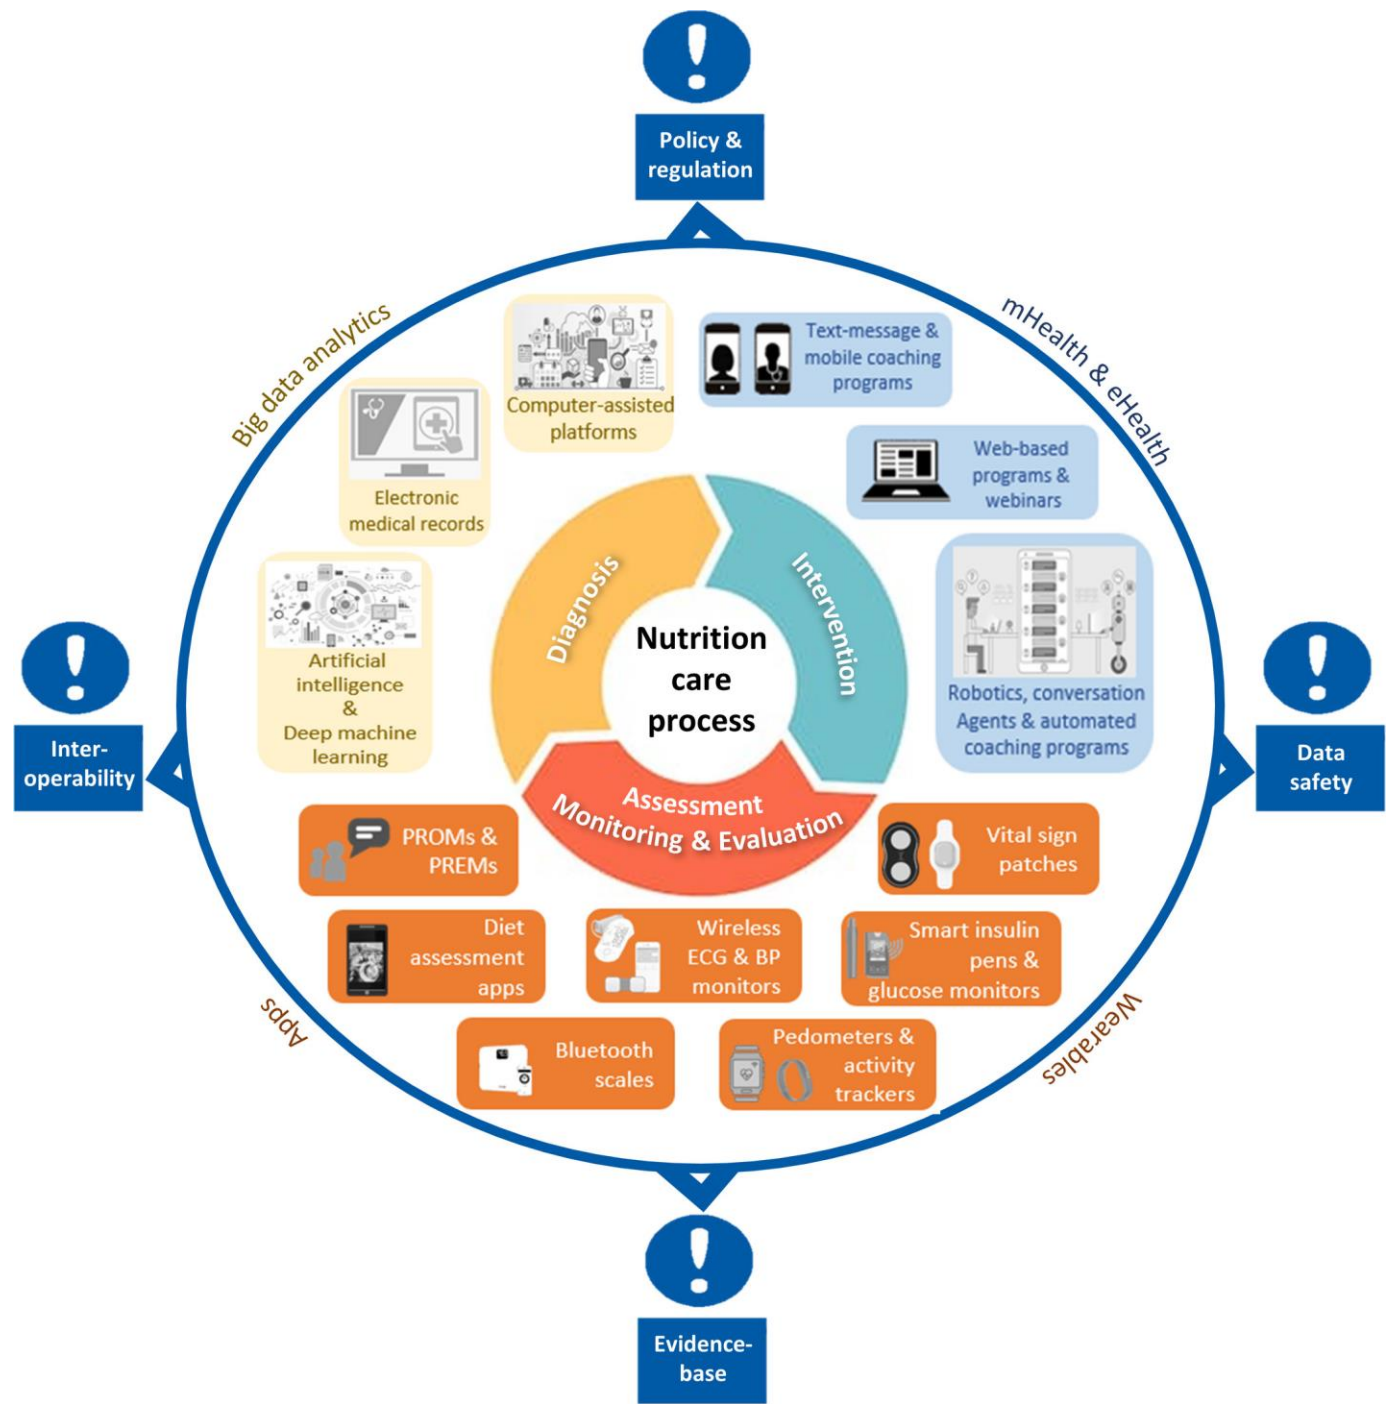 Policy &
regulation
Big data analytics
mHealth & eHealth
Computer-assisted
platforms
Text-message &
mobile coaching
programs
Electronic
medical records
Web-based
programs &
webinars
Artificial
intelligence
&
Deep machine
learning
Robotics, conversation
Agents & automated
coaching programs
Diagnosis
Intervention
Nutrition
care
process
Assessment
Monitoring & Evaluation
Inter-
operability
Data
safety
PROMs &
PREMs
Vital sign
patches
Diet
assessment
apps
Wireless
ECG & BP
monitors
Smart insulin
pens &
glucose monitors
Bluetooth
scales
Pedometers &
activity
trackers
Apps
Wearables
Evidence-
base